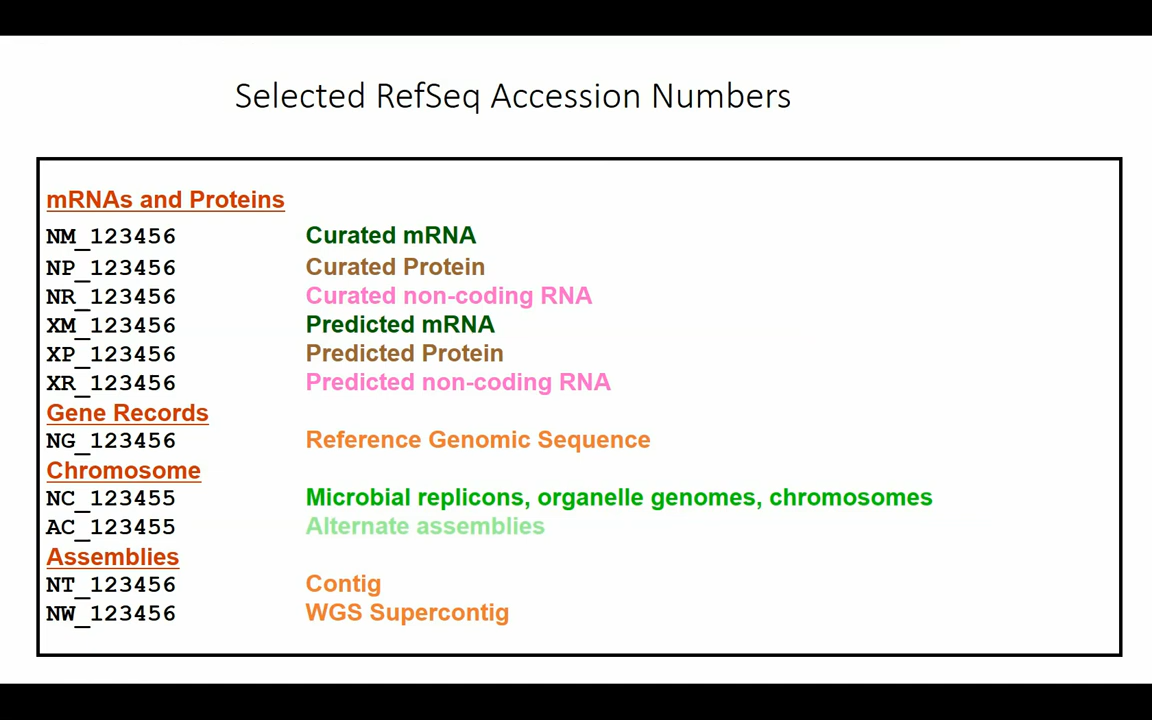 Selected RefSeq Accession Numbers
mRNAs and Proteins
NM_123456 Curated mRNA
NP_123456 Curated Protein
NR_123456 Curated non-coding RNA
XM_123456 Predicted mRNA
XP_123456 Predicted Protein
XR_123456 Predicted non-coding RNA
Gene Records
NG_123456 Reference Genomic Sequence
Chromosome
NC_123455 Microbial replicons, organelle genomes, chromosomes
AC_123455 Alternate assemblies
Assemblies
NT_123456 Contig
NW_123456 WGS Supercontig